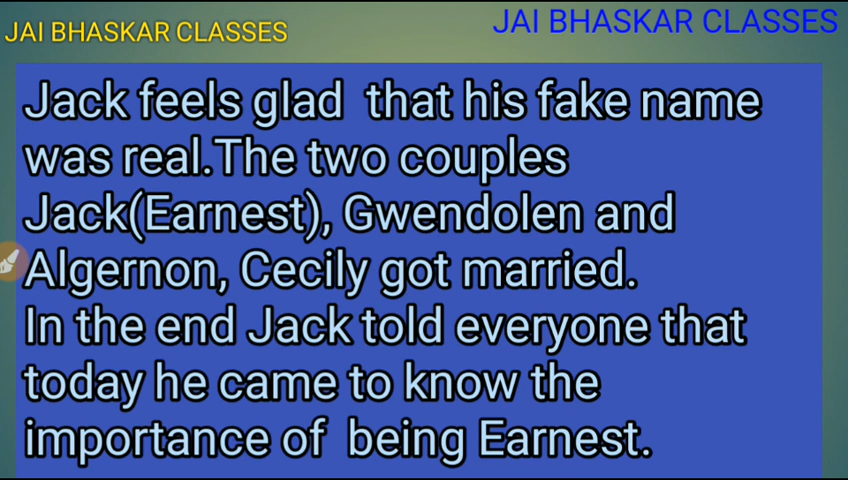 JAI BHASKAR CLASSES
JAI BHASKAR CLASSES
Jack feels glad that his fake name
was real.The two couples
Jack(Earnest), Gwendolen and
Algernon, Cecily got married.
In the end Jack told everyone that
today he came to know the
importance of being Earnest.